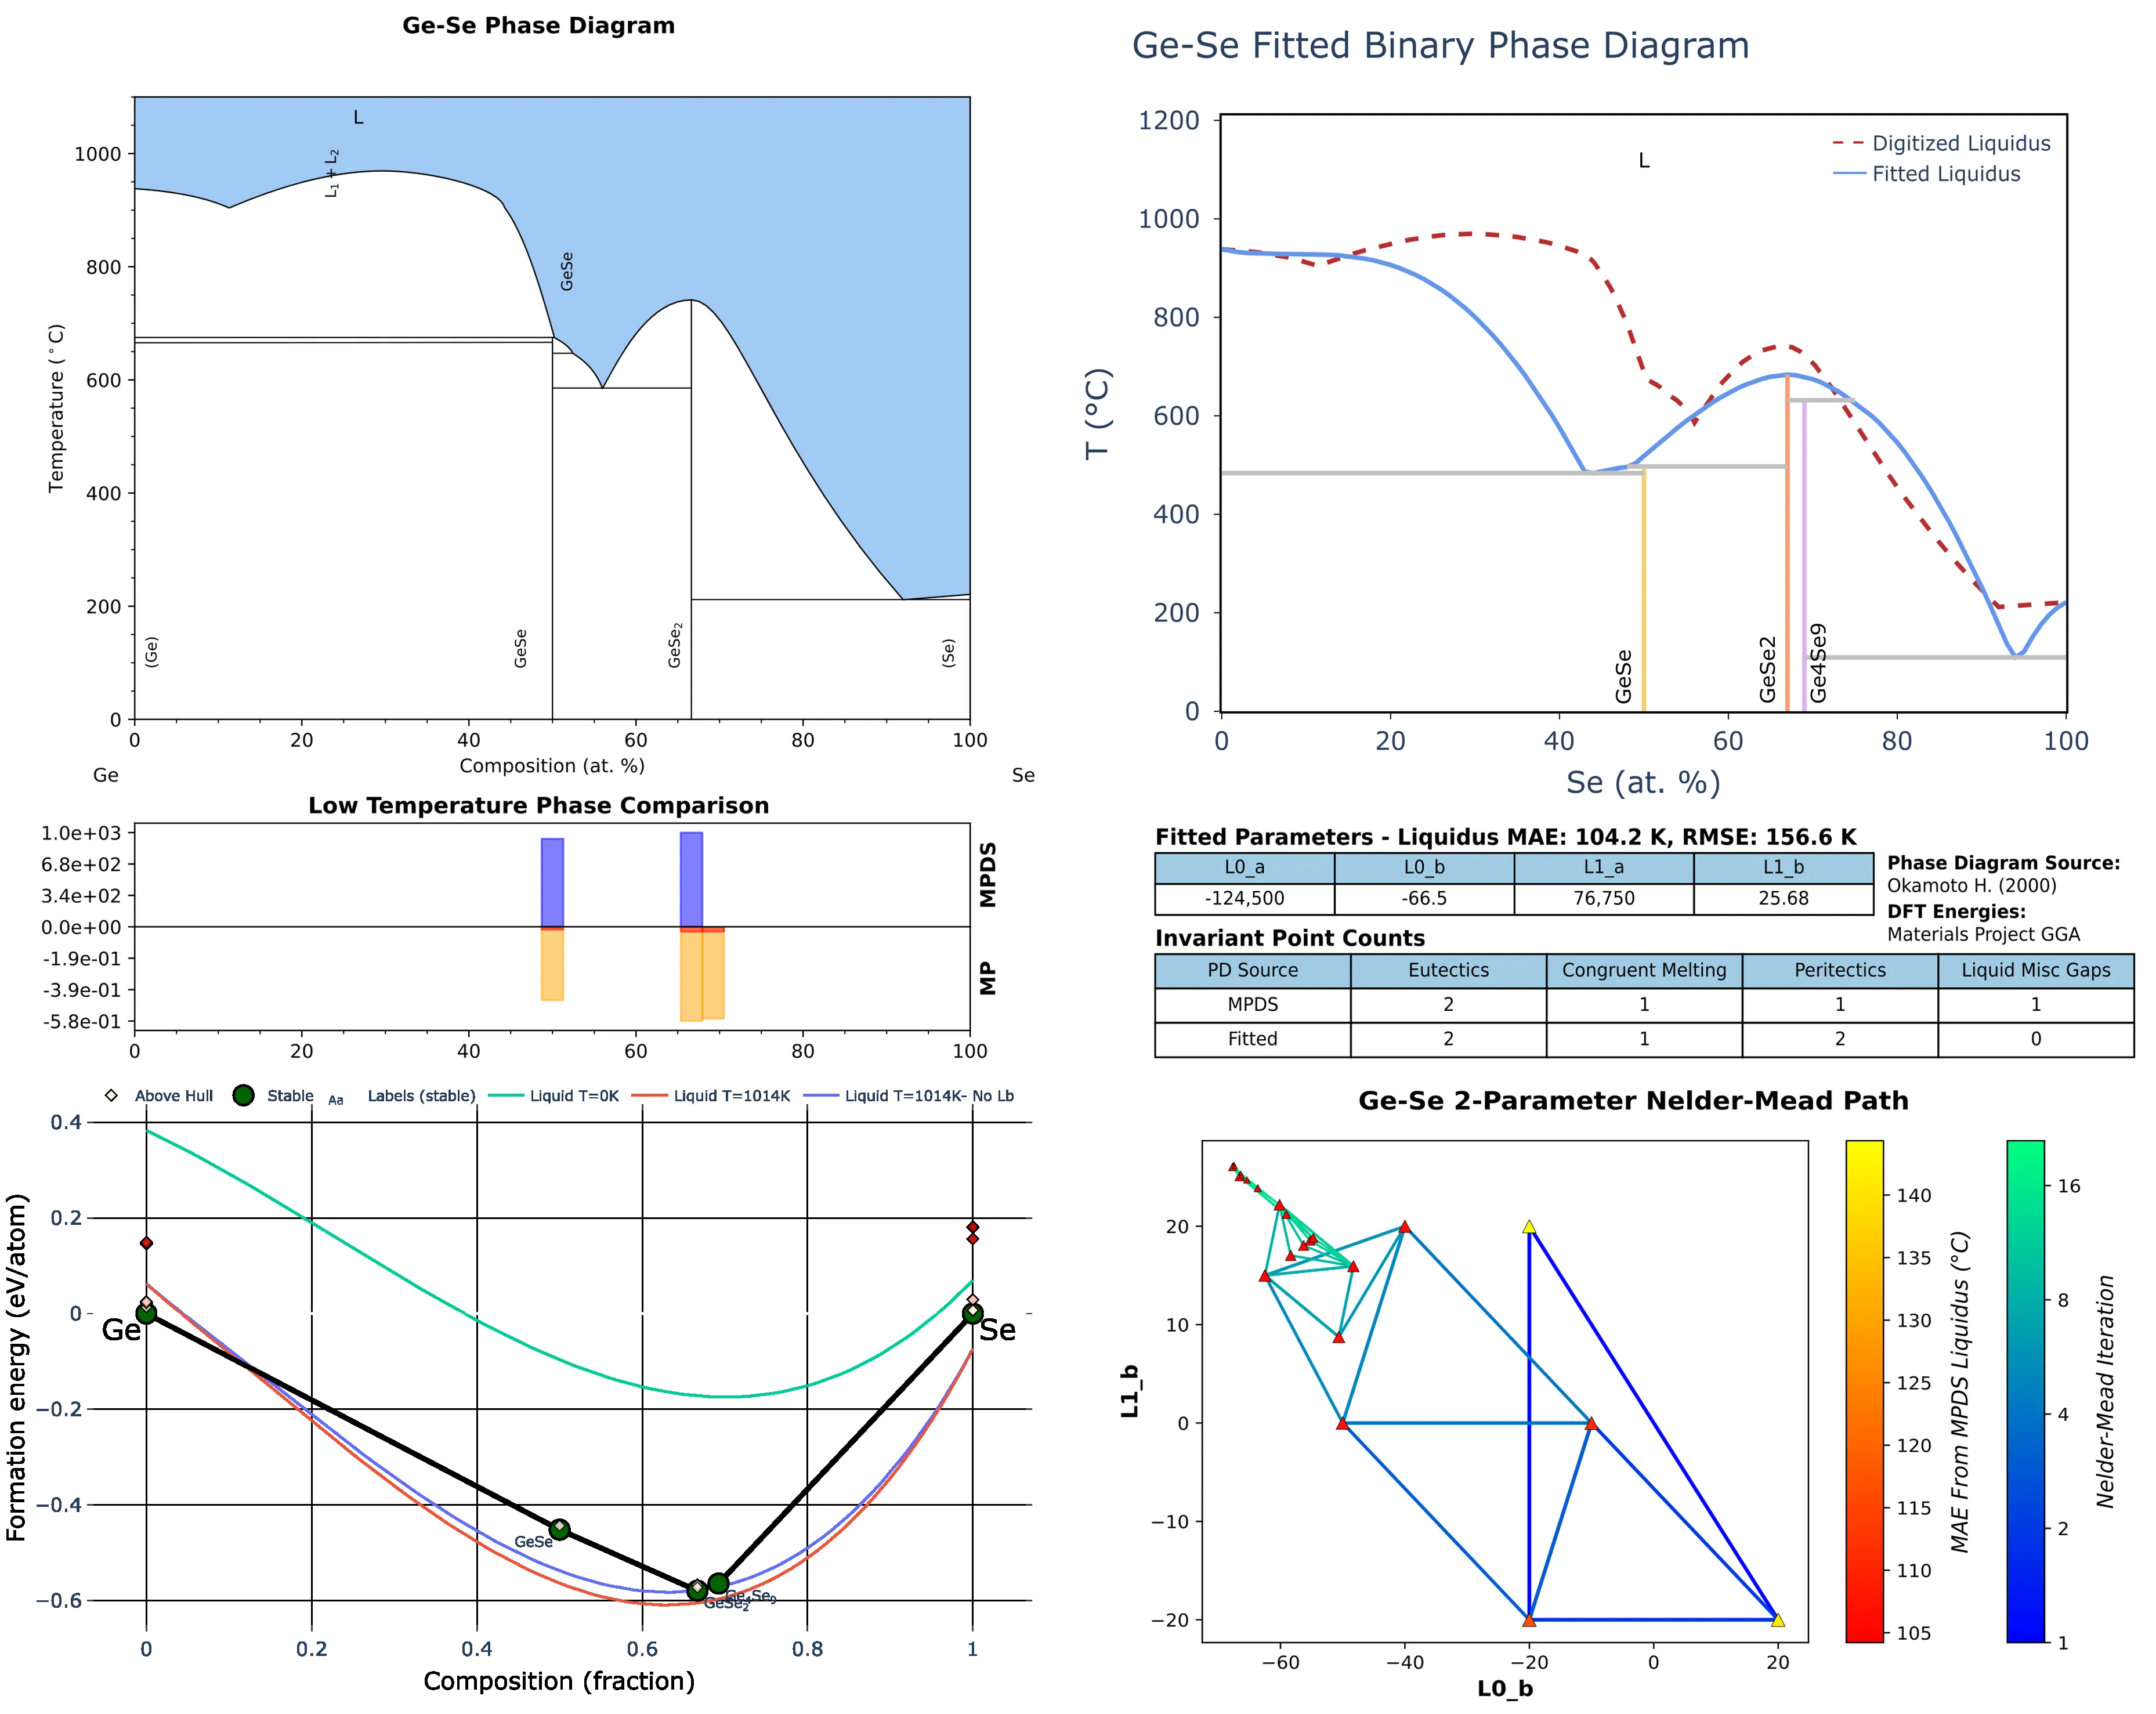 Ge-Se Phase Diagram
L
L₁ + L₂
GeSe
(Ge)
GeSe
GeSe₂
(Se)
Temperature (°C)
1000
800
600
400
200
0
0 20 40 60 80 100
Composition (at. %)
Ge Se
Low Temperature Phase Comparison
1.0e+03
6.8e+02
3.4e+02
0.0e+00
-1.9e-01
-3.9e-01
-5.8e-01
MPDS
MP
0 20 40 60 80 100
Above Hull Stable Aa Labels (stable) Liquid T=0K Liquid T=1014K Liquid T=1014K- No Lb
Formation energy (eV/atom)
0.4
0.2
0
−0.2
−0.4
−0.6
Ge
Se
GeSe
GeSe₂
Ge₄Se₉
0 0.2 0.4 0.6 0.8 1
Composition (fraction)
Ge-Se Fitted Binary Phase Diagram
Digitized Liquidus
Fitted Liquidus
L
T (°C)
1200
1000
800
600
400
200
0
GeSe
GeSe2
Ge4Se9
0 20 40 60 80 100
Se (at. %)
Fitted Parameters - Liquidus MAE: 104.2 K, RMSE: 156.6 K
L0_a L0_b L1_a L1_b
-124,500 -66.5 76,750 25.68
Phase Diagram Source:
Okamoto H. (2000)
DFT Energies:
Materials Project GGA
Invariant Point Counts
PD Source Eutectics Congruent Melting Peritectics Liquid Misc Gaps
MPDS 2 1 1 1
Fitted 2 1 2 0
Ge-Se 2-Parameter Nelder-Mead Path
L1_b
20
10
0
−10
−20
−60 −40 −20 0 20
L0_b
140
135
130
125
120
115
110
105
MAE From MPDS Liquidus (°C)
16
8
4
2
1
Nelder-Mead Iteration